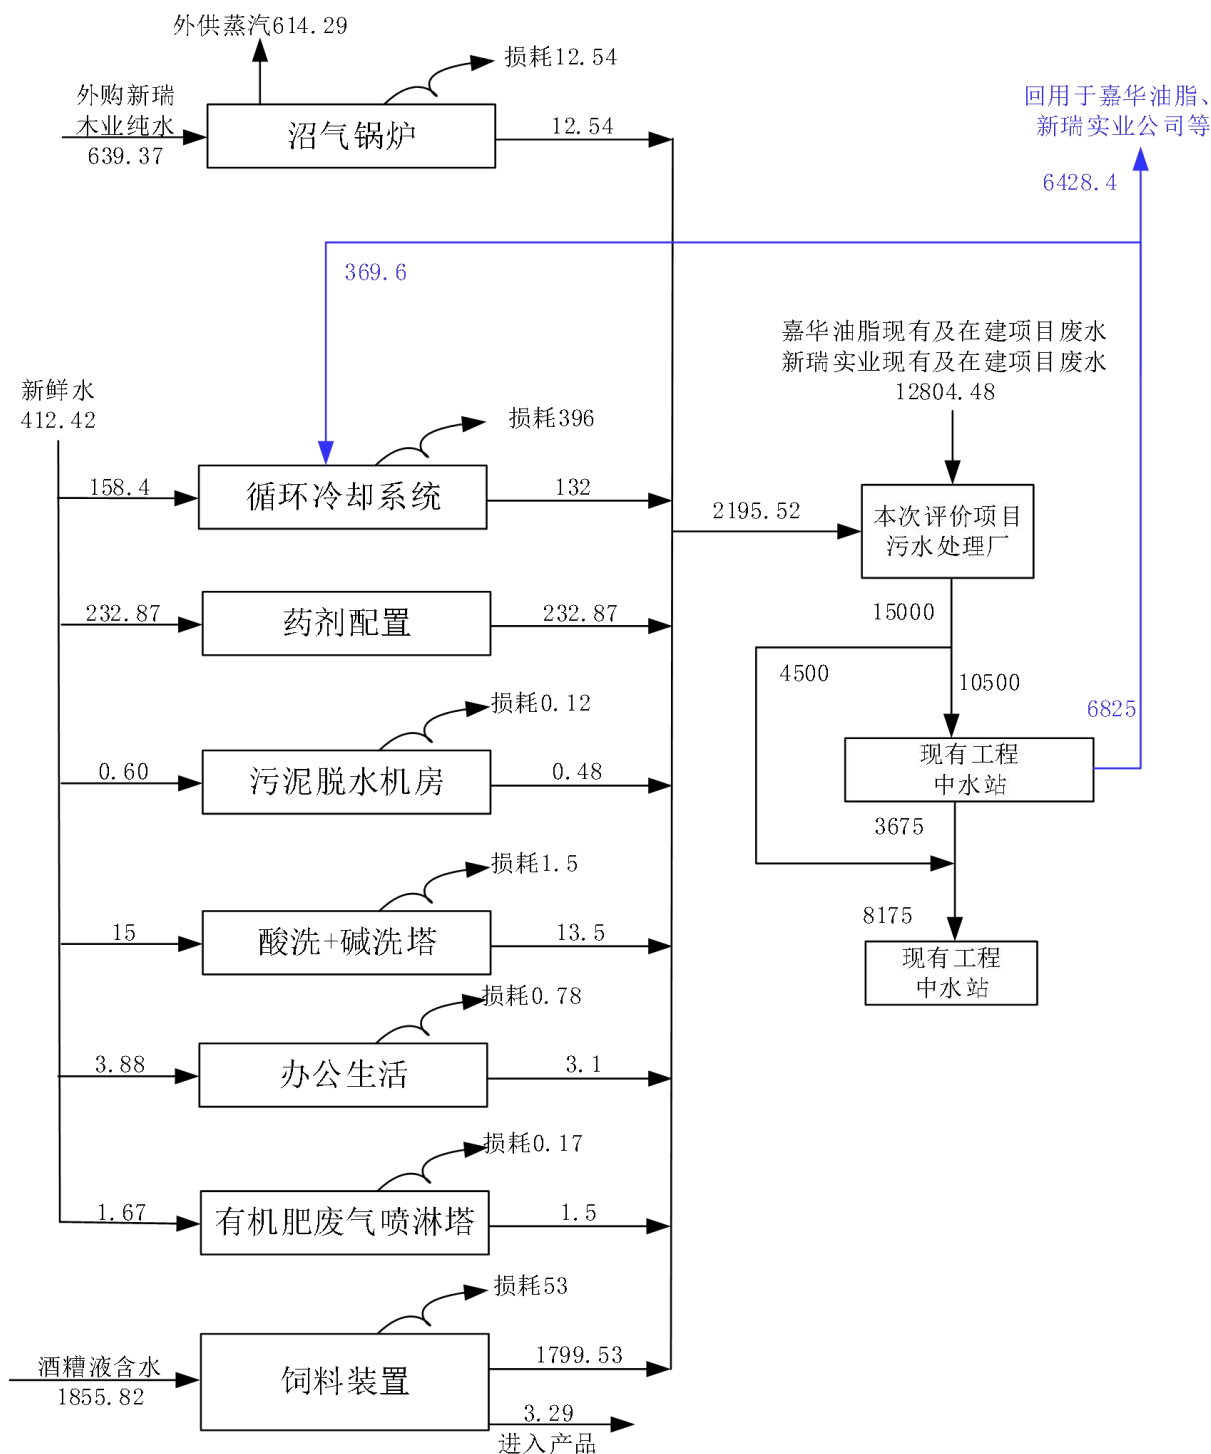 外供蒸汽614.29
损耗12.54
外购新瑞
木业纯水
639.37
沼气锅炉
12.54
回用于嘉华油脂、
新瑞实业公司等
6428.4
369.6
嘉华油脂现有及在建项目废水
新瑞实业现有及在建项目废水
12804.48
新鲜水
412.42
损耗396
158.4
循环冷却系统
132
2195.52
本次评价项目
污水处理厂
232.87
药剂配置
232.87
15000
4500
10500
6825
损耗0.12
0.60
污泥脱水机房
0.48
现有工程
中水站
3675
损耗1.5
15
酸洗+碱洗塔
13.5
8175
现有工程
中水站
损耗0.78
3.88
办公生活
3.1
损耗0.17
1.67
有机肥废气喷淋塔
1.5
损耗53
酒糟液含水
1855.82
饲料装置
1799.53
3.29
进入产品